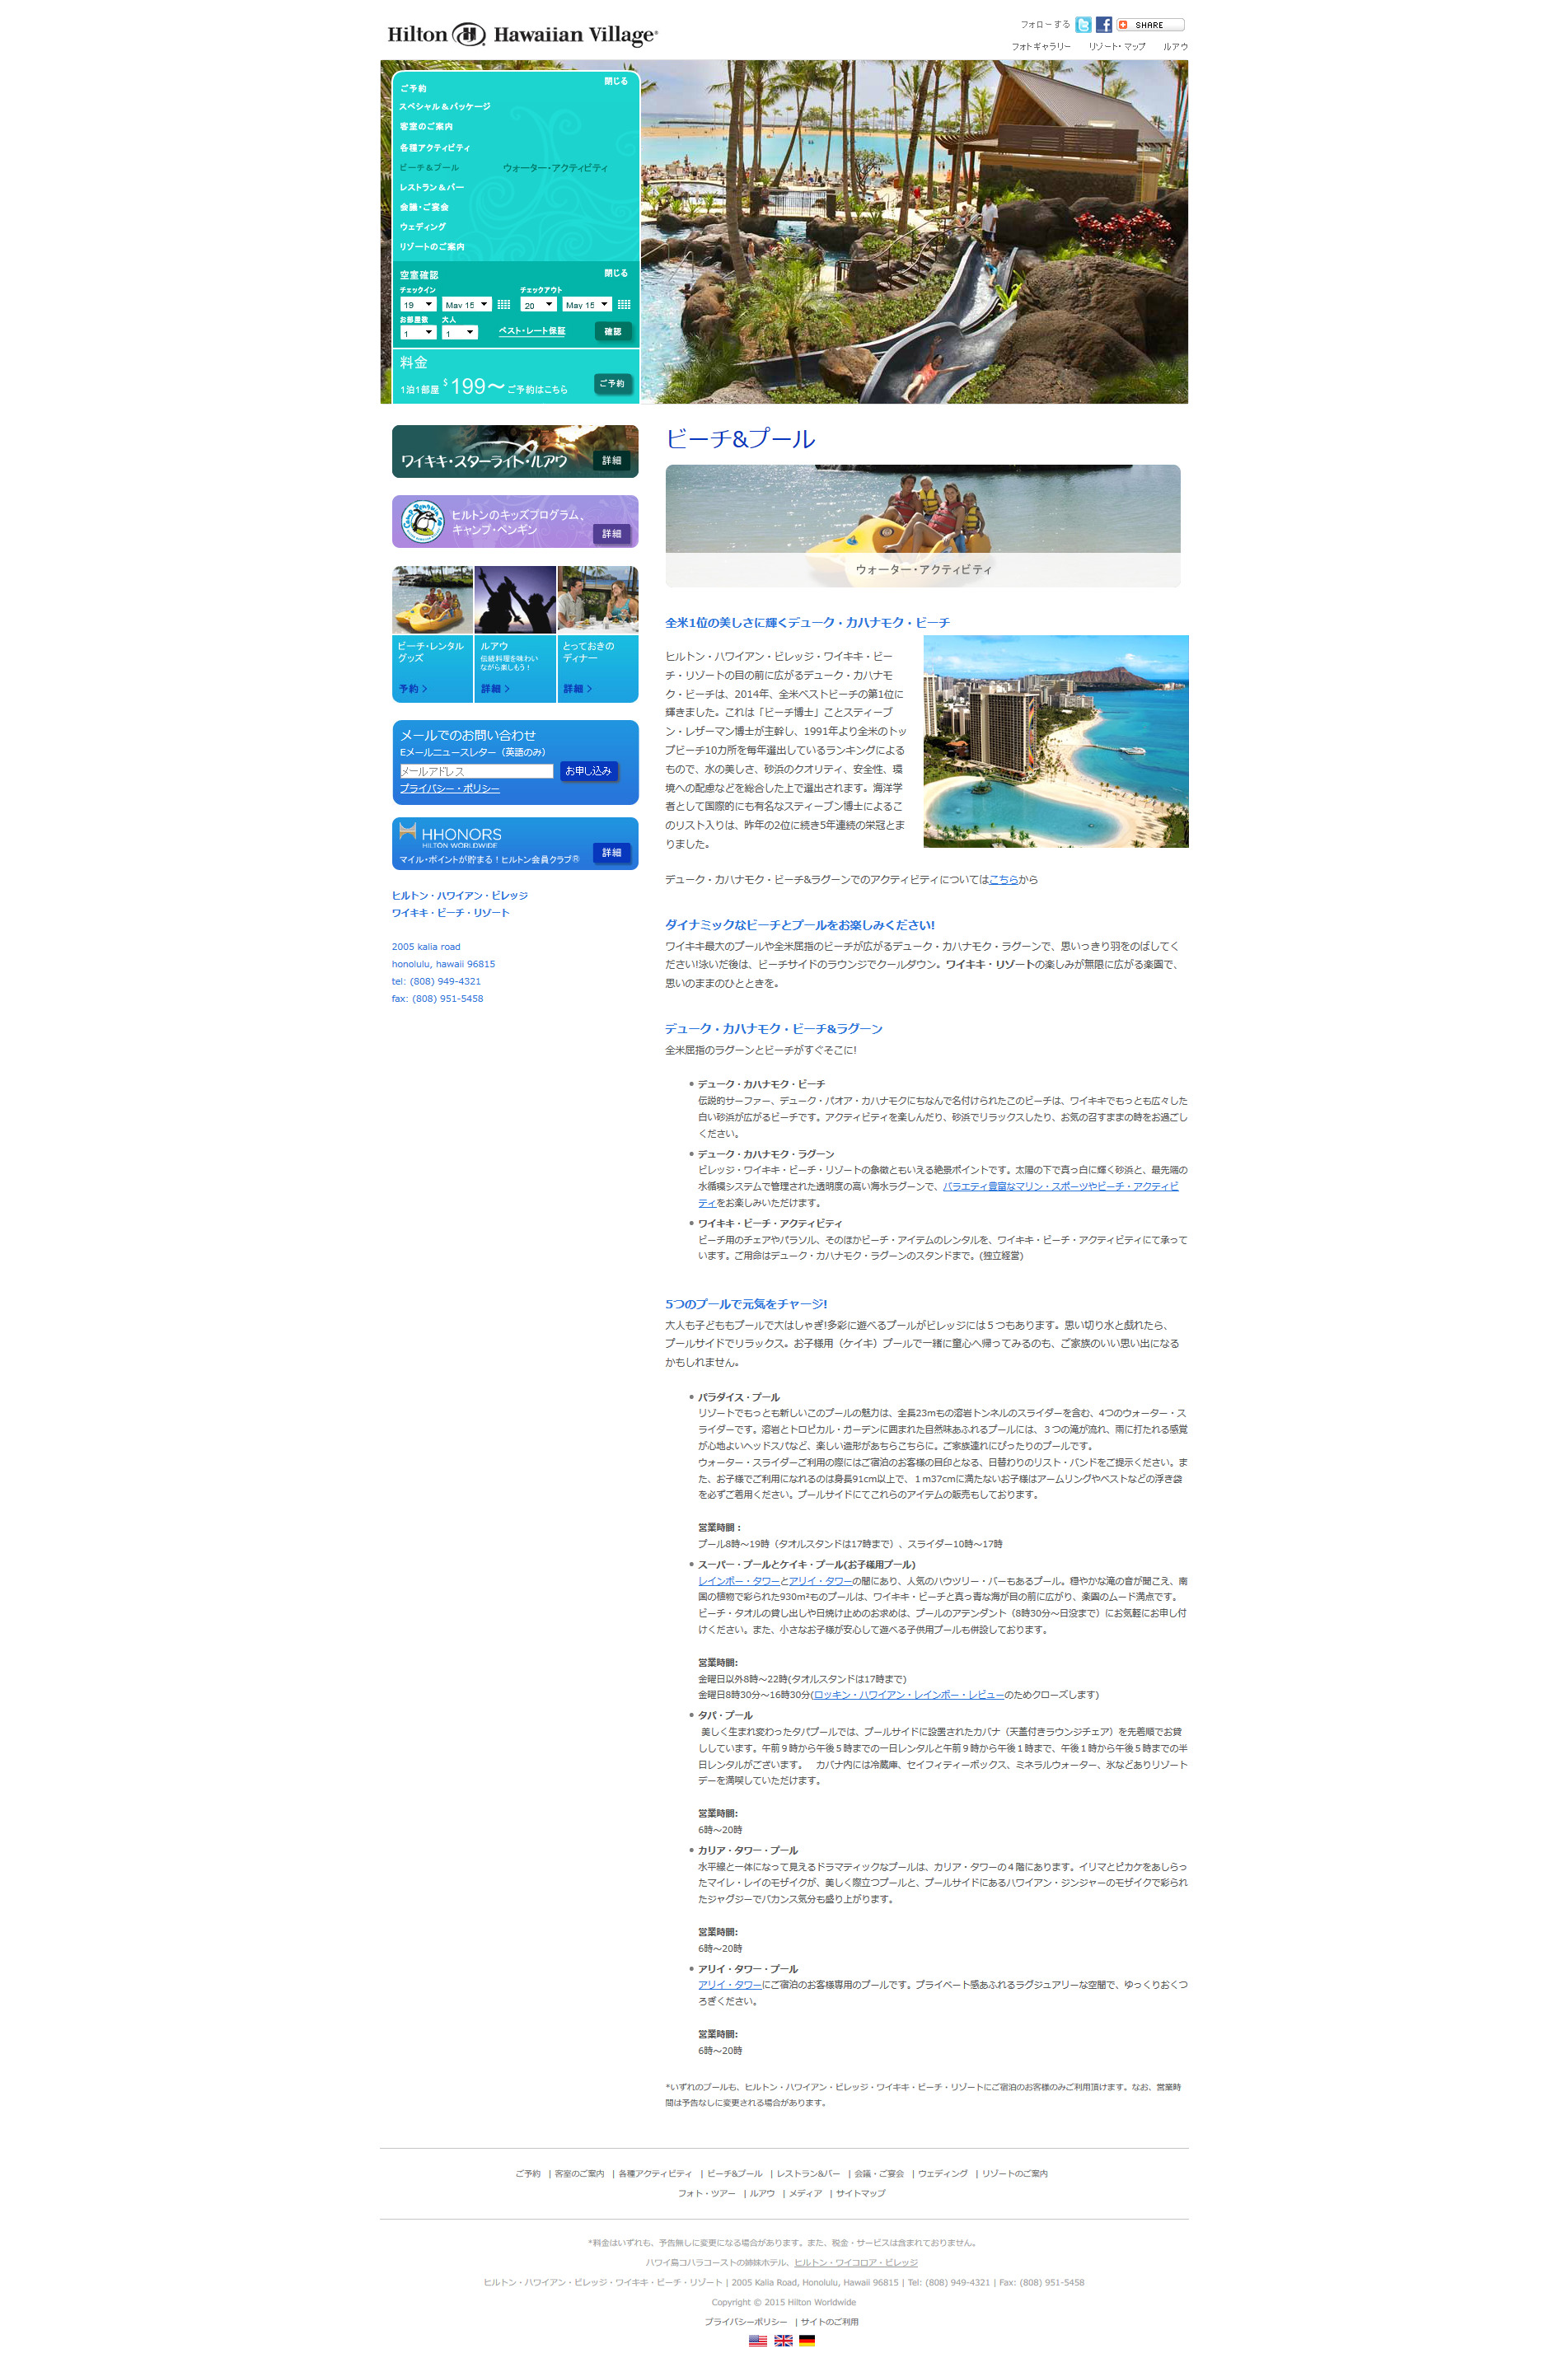 Hilton Hawaiian Village
フォローする
SHARE
フォトギャラリー リゾート・マップ ルアウ
閉じる
ご予約
スペシャル＆パッケージ
客室のご案内
各種アクティビティ
ビーチ＆プール ウォーター・アクティビティ
レストラン＆バー
会議・ご宴会
ウェディング
リゾートのご案内
空室確認 閉じる
チェックイン チェックアウト
19 May 15 20 May 15
お部屋数 大人
1 1 ベスト・レート保証 確認
料金
1泊1部屋 $199〜ご予約はこちら ご予約
ワイキキ・スターライト・ルアウ 詳細
ヒルトンのキッズプログラム、
キャンプ・ペンギン 詳細
ビーチ・レンタル
グッズ
予約 >
ルアウ
伝統料理を味わい
ながら楽しもう！
詳細 >
とっておきの
ディナー
詳細 >
メールでのお問い合わせ
Eメールニュースレター（英語のみ）
メールアドレス お申し込み
プライバシー・ポリシー
HHONORS
HILTON WORLDWIDE
マイル・ポイントが貯まる！ヒルトン会員クラブ® 詳細
ヒルトン・ハワイアン・ビレッジ
ワイキキ・ビーチ・リゾート
2005 kalia road
honolulu, hawaii 96815
tel: (808) 949-4321
fax: (808) 951-5458
ビーチ&プール
ウォーター・アクティビティ
全米1位の美しさに輝くデューク・カハナモク・ビーチ
ヒルトン・ハワイアン・ビレッジ・ワイキキ・ビー
チ・リゾートの目の前に広がるデューク・カハナモ
ク・ビーチは、2014年、全米ベストビーチの第1位に
輝きました。これは「ビーチ博士」ことスティーブ
ン・レザーマン博士が主幹し、1991年より全米のトッ
プビーチ10カ所を毎年選出しているランキングによる
もので、水の美しさ、砂浜のクオリティ、安全性、環
境への配慮などを総合した上で選出されます。海洋学
者として国際的にも有名なスティーブン博士によるこ
のリスト入りは、昨年の2位に続き5年連続の栄冠とま
りました。
デューク・カハナモク・ビーチ&ラグーンでのアクティビティについてはこちらから
ダイナミックなビーチとプールをお楽しみください!
ワイキキ最大のプールや全米屈指のビーチが広がるデューク・カハナモク・ラグーンで、思いっきり羽をのばしてく
ださい!泳いだ後は、ビーチサイドのラウンジでクールダウン。ワイキキ・リゾートの楽しみが無限に広がる楽園で、
思いのままのひとときを。
デューク・カハナモク・ビーチ&ラグーン
全米屈指のラグーンとビーチがすぐそこに!
デューク・カハナモク・ビーチ
伝説的サーファー、デューク・パオア・カハナモクにちなんで名付けられたこのビーチは、ワイキキでもっとも広々した
白い砂浜が広がるビーチです。アクティビティを楽しんだり、砂浜でリラックスしたり、お気の召すままの時をお過ごし
ください。
デューク・カハナモク・ラグーン
ビレッジ・ワイキキ・ビーチ・リゾートの象徴ともいえる絶景ポイントです。太陽の下で真っ白に輝く砂浜と、最先端の
水循環システムで管理された透明度の高い海水ラグーンで、バラエティ豊富なマリン・スポーツやビーチ・アクティビ
ティをお楽しみいただけます。
ワイキキ・ビーチ・アクティビティ
ビーチ用のチェアやパラソル、そのほかビーチ・アイテムのレンタルを、ワイキキ・ビーチ・アクティビティにて承って
います。ご用命はデューク・カハナモク・ラグーンのスタンドまで。(独立経営)
5つのプールで元気をチャージ!
大人も子どももプールで大はしゃぎ!多彩に遊べるプールがビレッジには５つもあります。思い切り水と戯れたら、
プールサイドでリラックス。お子様用（ケイキ）プールで一緒に童心へ帰ってみるのも、ご家族のいい思い出になる
かもしれません。
パラダイス・プール
リゾートでもっとも新しいこのプールの魅力は、全長23mもの溶岩トンネルのスライダーを含む、4つのウォーター・ス
ライダーです。溶岩とトロピカル・ガーデンに囲まれた自然味あふれるプールには、３つの滝が流れ、雨に打たれる感覚
が心地よいヘッドスパなど、楽しい造形があちらこちらに。ご家族連れにぴったりのプールです。
ウォーター・スライダーご利用の際にはご宿泊のお客様の目印となる、日替わりのリスト・バンドをご提示ください。ま
た、お子様でご利用になれるのは身長91cm以上で、１m37cmに満たないお子様はアームリングやベストなどの浮き袋
を必ずご着用ください。プールサイドにてこれらのアイテムの販売もしております。
営業時間：
プール8時〜19時（タオルスタンドは17時まで）、スライダー10時〜17時
スーパー・プールとケイキ・プール(お子様用プール)
レインボー・タワーとアリイ・タワーの間にあり、人気のハウツリー・バーもあるプール。穏やかな滝の音が聞こえ、南
国の植物で彩られた930m²ものプールは、ワイキキ・ビーチと真っ青な海が目の前に広がり、楽園のムード満点です。
ビーチ・タオルの貸し出しや日焼け止めのお求めは、プールのアテンダント（8時30分〜日没まで）にお気軽にお申し付
けください。また、小さなお子様が安心して遊べる子供用プールも併設しております。
営業時間:
金曜日以外8時〜22時(タオルスタンドは17時まで)
金曜日8時30分〜16時30分(ロッキン・ハワイアン・レインボー・レビューのためクローズします)
タパ・プール
美しく生まれ変わったタパプールでは、プールサイドに設置されたカバナ（天蓋付きラウンジチェア）を先着順でお貸
ししています。午前９時から午後５時までの一日レンタルと午前９時から午後１時まで、午後１時から午後５時までの半
日レンタルがございます。　カバナ内には冷蔵庫、セイフィティーボックス、ミネラルウォーター、氷などありリゾート
デーを満喫していただけます。
営業時間:
6時〜20時
カリア・タワー・プール
水平線と一体になって見えるドラマティックなプールは、カリア・タワーの４階にあります。イリマとピカケをあしらっ
たマイレ・レイのモザイクが、美しく際立つプールと、プールサイドにあるハワイアン・ジンジャーのモザイクで彩られ
たジャグジーでバカンス気分も盛り上がります。
営業時間:
6時〜20時
アリイ・タワー・プール
アリイ・タワーにご宿泊のお客様専用のプールです。プライベート感あふれるラグジュアリーな空間で、ゆっくりおくつ
ろぎください。
営業時間:
6時〜20時
*いずれのプールも、ヒルトン・ハワイアン・ビレッジ・ワイキキ・ビーチ・リゾートにご宿泊のお客様のみご利用頂けます。なお、営業時
間は予告なしに変更される場合があります。
ご予約 | 客室のご案内 | 各種アクティビティ | ビーチ&プール | レストラン&バー | 会議・ご宴会 | ウェディング | リゾートのご案内
フォト・ツアー | ルアウ | メディア | サイトマップ
*料金はいずれも、予告無しに変更になる場合があります。また、税金・サービスは含まれておりません。
ハワイ島コハラコーストの姉妹ホテル、ヒルトン・ワイコロア・ビレッジ
ヒルトン・ハワイアン・ビレッジ・ワイキキ・ビーチ・リゾート | 2005 Kalia Road, Honolulu, Hawaii 96815 | Tel: (808) 949-4321 | Fax: (808) 951-5458
Copyright © 2015 Hilton Worldwide
プライバシーポリシー | サイトのご利用